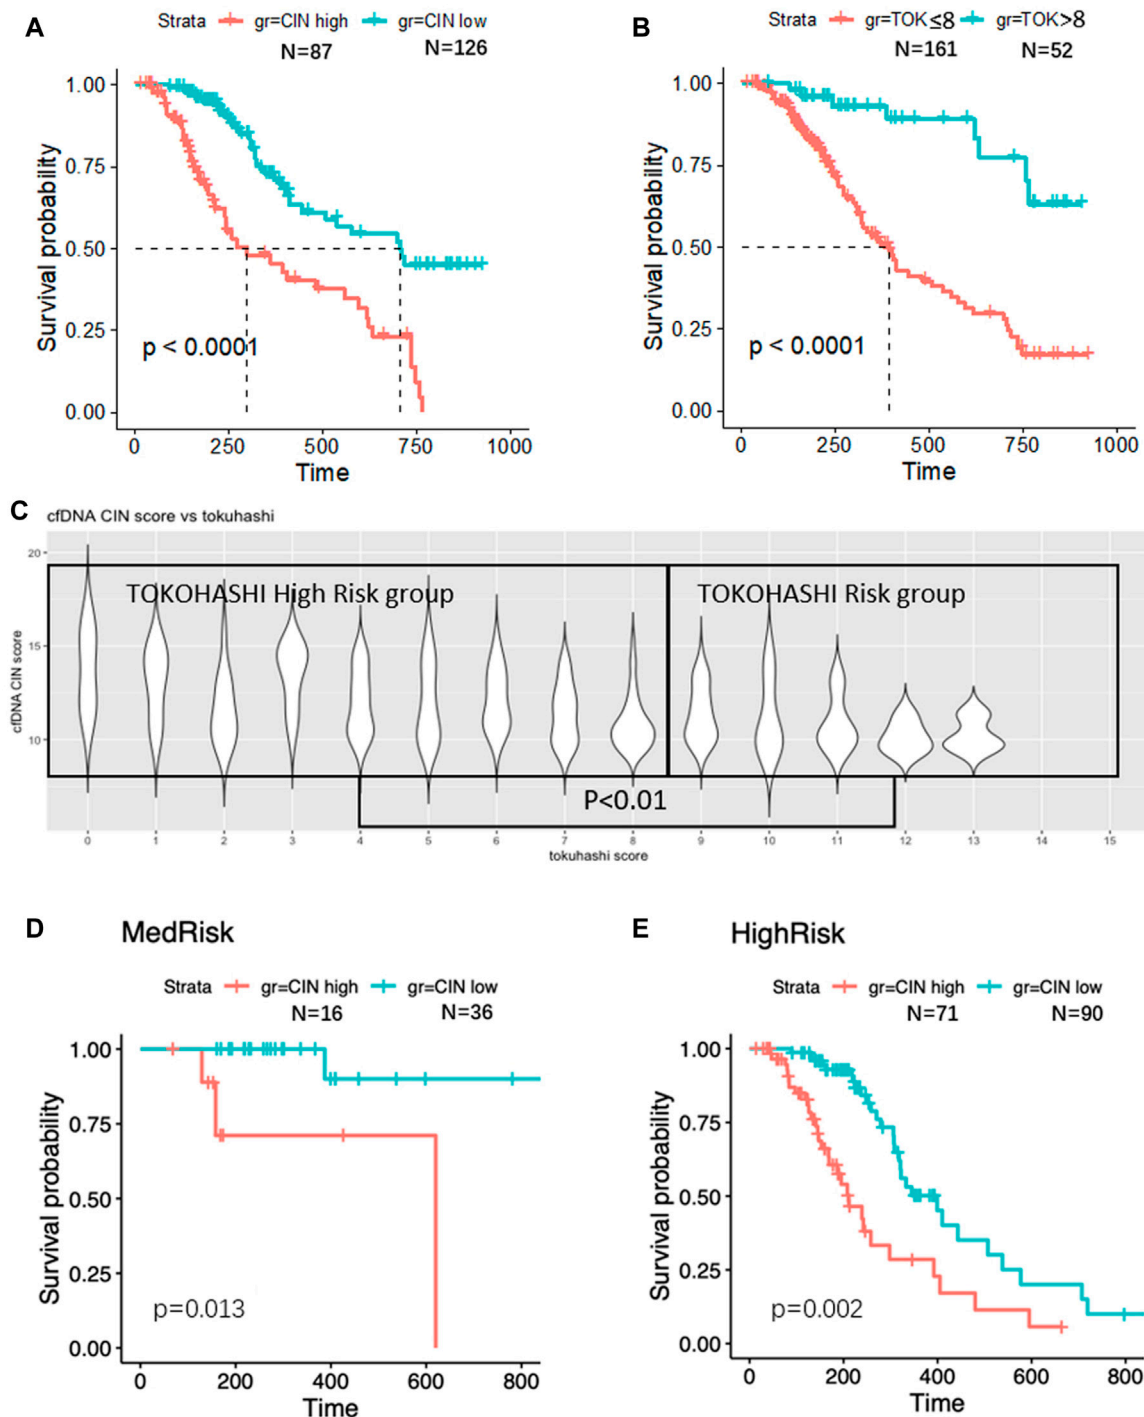 A
Strata gr=CIN high gr=CIN low
N=87 N=126
Survival probability
1.00
0.75
0.50
0.25
0.00
p < 0.0001
0 250 500 750 1000
Time
B
Strata gr=TOK≤8 gr=TOK>8
N=161 N=52
Survival probability
1.00
0.75
0.50
0.25
0.00
p < 0.0001
0 250 500 750 1000
Time
C
cfDNA CIN score vs tokuhashi
cfDNA CIN score
20
15
10
TOKOHASHI High Risk group TOKOHASHI Risk group
P<0.01
0 1 2 3 4 5 6 7 8 9 10 11 12 13 14 15
tokuhashi score
D
MedRisk
Strata gr=CIN high gr=CIN low
N=16 N=36
Survival probability
1.00
0.75
0.50
0.25
0.00
p=0.013
0 200 400 600 800
Time
E
HighRisk
Strata gr=CIN high gr=CIN low
N=71 N=90
Survival probability
1.00
0.75
0.50
0.25
0.00
p=0.002
0 200 400 600 800
Time